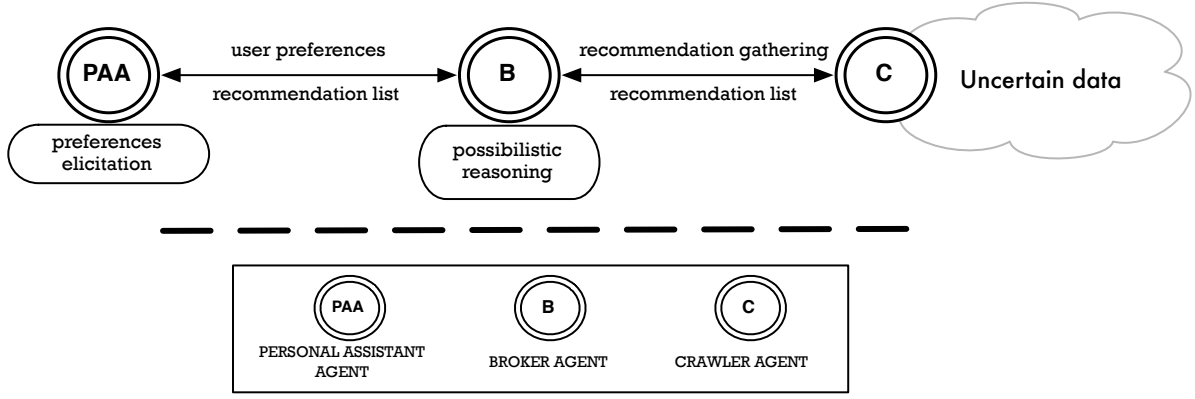 PAA
user preferences
recommendation list
B
recommendation gathering
recommendation list
C
Uncertain data
preferences
elicitation
possibilistic
reasoning
PAA
B
C
PERSONAL ASSISTANT
AGENT
BROKER AGENT
CRAWLER AGENT